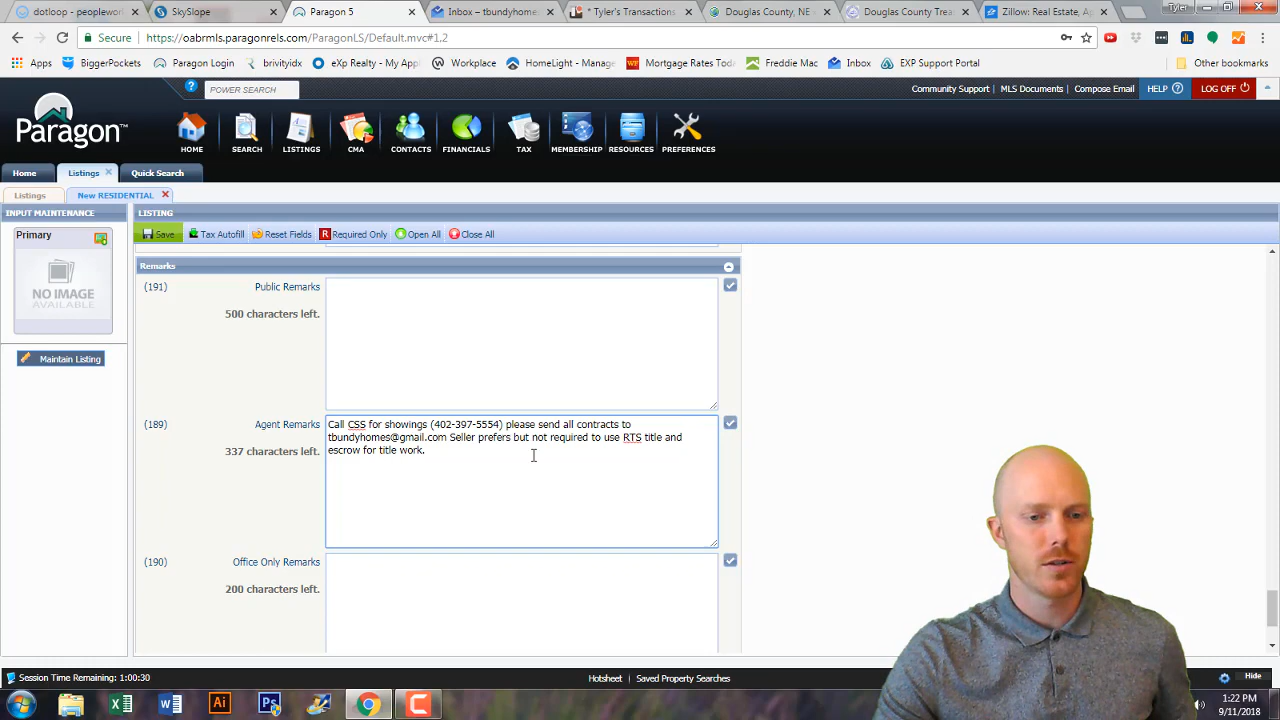 dotloop - peoplework
SkySlope
Paragon 5
Inbox – tbundyhomes
* Tyler's Transactions
Douglas County, NE
Douglas County Trea
Zillow: Real Estate, A
Tyler
Secure
https://oabrmls.paragonrels.com/ParagonLS/Default.mvc#1.2
Apps
BiggerPockets
Paragon Login
brivityidx
eXp Realty - My App
Workplace
HomeLight - Manage
Mortgage Rates Toda
Freddie Mac
Inbox
EXP Support Portal
Other bookmarks
Paragon
POWER SEARCH
Community Support
MLS Documents
Compose Email
HELP
LOG OFF
HOME
SEARCH
LISTINGS
CMA
CONTACTS
FINANCIALS
TAX
MEMBERSHIP
RESOURCES
PREFERENCES
Home
Listings
Quick Search
Listings
New RESIDENTIAL
INPUT MAINTENANCE
LISTING
Primary
NO IMAGE
AVAILABLE
Maintain Listing
Save
Tax Autofill
Reset Fields
Required Only
Open All
Close All
Remarks
(191)
Public Remarks
500 characters left.
(189)
Agent Remarks
337 characters left.
Call CSS for showings (402-397-5554) please send all contracts to
tbundyhomes@gmail.com Seller prefers but not required to use RTS title and
escrow for title work.
(190)
Office Only Remarks
200 characters left.
Session Time Remaining: 1:00:30
Hotsheet
Saved Property Searches
Hide
1:22 PM
9/11/2018